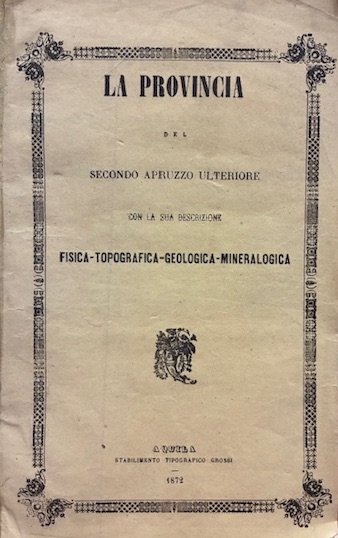 LA PROVINCIA
DEL
SECONDO APRUZZO ULTERIORE
CON LA SUA DESCRIZIONE
FISICA-TOPOGRAFICA-GEOLOGICA-MINERALOGICA
AQUILA
STABILIMENTO TIPOGRAFICO GROSSI
—
1872